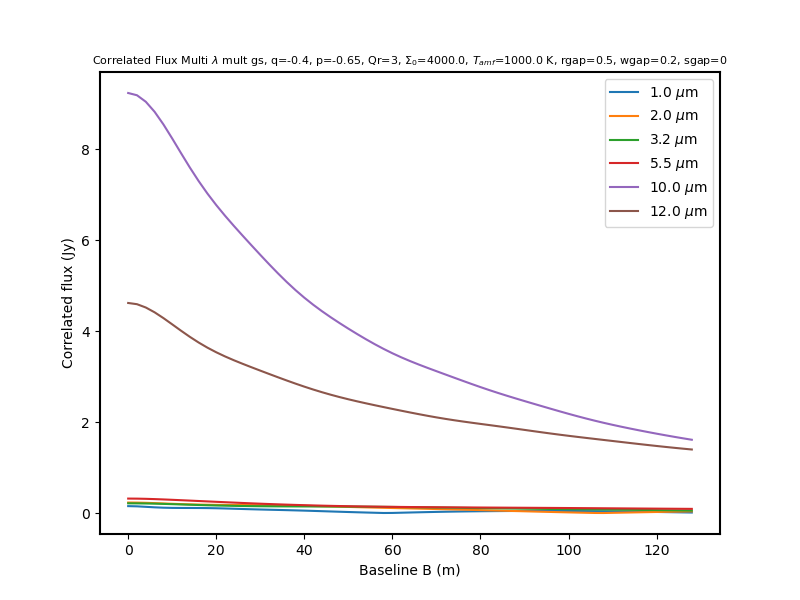 Correlated Flux Multi λ mult gs, q=-0.4, p=-0.65, Qr=3, Σ₀=4000.0, Tₐₘf=1000.0 K, rgap=0.5, wgap=0.2, sgap=0
1.0 μm
2.0 μm
3.2 μm
5.5 μm
10.0 μm
12.0 μm
8
6
4
2
0
Correlated flux (Jy)
0 20 40 60 80 100 120
Baseline B (m)